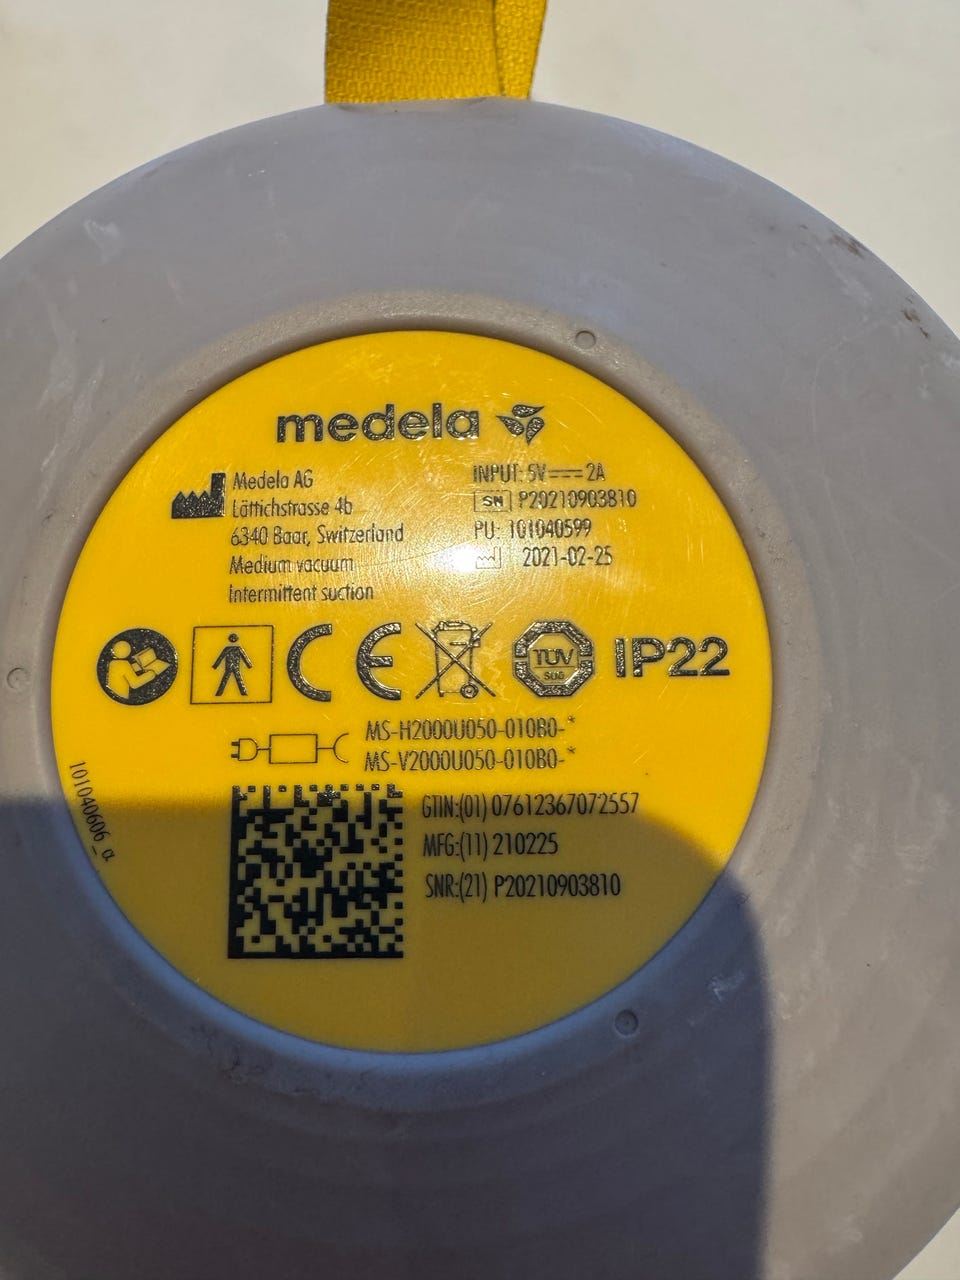 medela
Medela AG
Lättichstrasse 4b
6340 Baar, Switzerland
Medium vacuum
Intermittent suction
INPUT: 5V 2A
SN P20210903810
PU: 101040599
2021-02-25
CE
TÜV
SÜD
IP22
MS-H2000U050-010B0-*
MS-V2000U050-010B0-*
101040606_α
GTIN:(01) 07612367072557
MFG:(11) 210225
SNR:(21) P20210903810